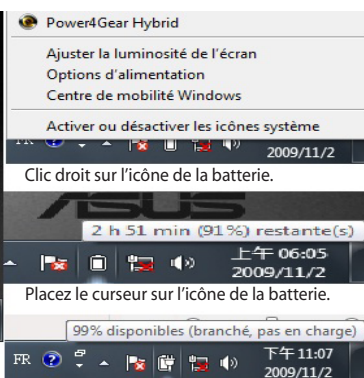 Power4Gear Hybrid
Ajuster la luminosité de l'écran
Options d'alimentation
Centre de mobilité Windows
Activer ou désactiver les icônes système
2009/11/2
Clic droit sur l'icône de la batterie.
ASUS
2 h 51 min (91%) restante(s)
上午 06:05
2009/11/2
Placez le curseur sur l'icône de la batterie.
99% disponibles (branché, pas en charge)
FR
下午 11:07
2009/11/2